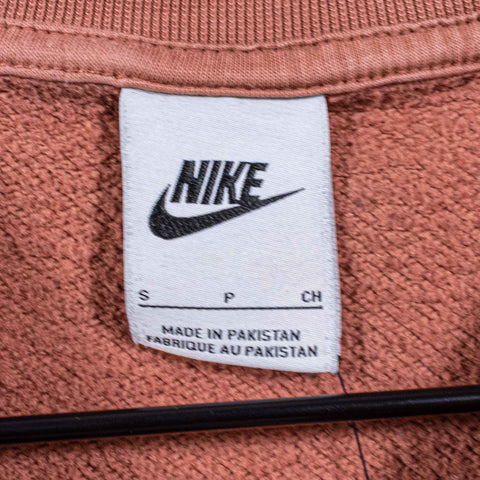 NIKE
S P CH
MADE IN PAKISTAN
FABRIQUE AU PAKISTAN